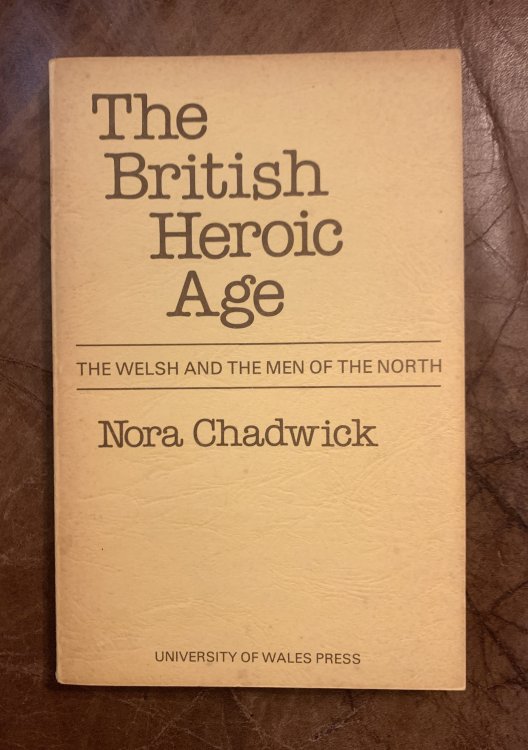 The
British
Heroic
Age
THE WELSH AND THE MEN OF THE NORTH
Nora Chadwick
UNIVERSITY OF WALES PRESS